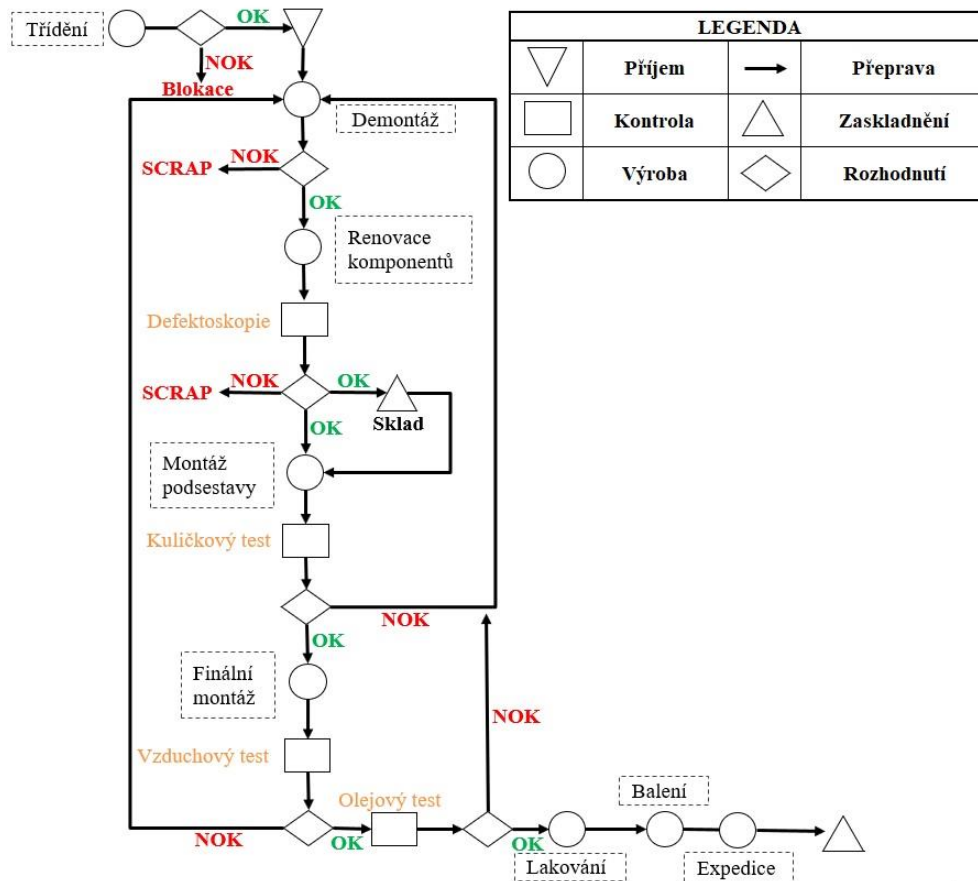 Třídění
OK
NOK
Blokace
Demontáž
NOK
SCRAP
OK
Renovace
komponentů
Defektoskopie
SCRAP
NOK
OK
Sklad
OK
Montáž
podsestavy
Kuličkový test
NOK
OK
Finální
montáž
NOK
Vzduchový test
Olejový test
Balení
NOK
OK
OK
Lakování
Expedice
LEGENDA
Příjem
Přeprava
Kontrola
Zaskladnění
Výroba
Rozhodnutí